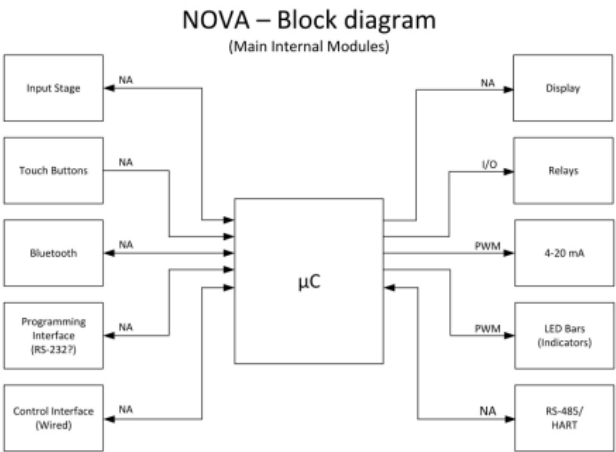 NOVA – Block diagram
(Main Internal Modules)
Input Stage
NA
NA
Display
Touch Buttons
NA
I/O
Relays
Bluetooth
NA
µC
PWM
4-20 mA
Programming
Interface
(RS-232?)
NA
PWM
LED Bars
(Indicators)
Control Interface
(Wired)
NA
NA
RS-485/
HART